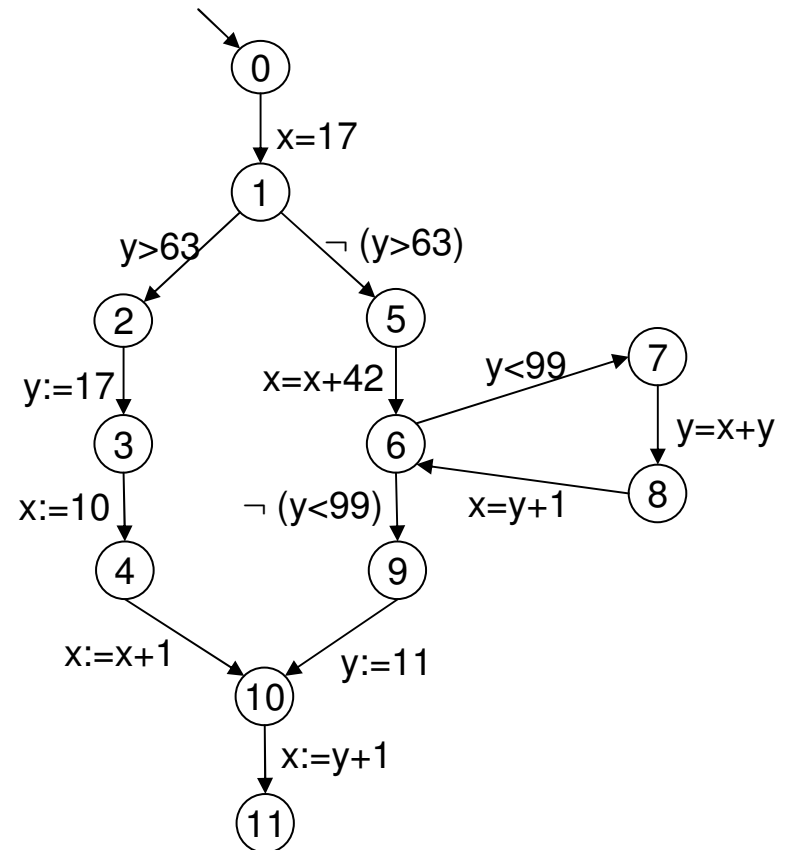 0
x=17
1
y>63
¬ (y>63)
2
5
7
y:=17
x=x+42
y<99
y=x+y
3
6
8
x:=10
¬ (y<99)
x=y+1
4
9
x:=x+1
y:=11
10
x:=y+1
11